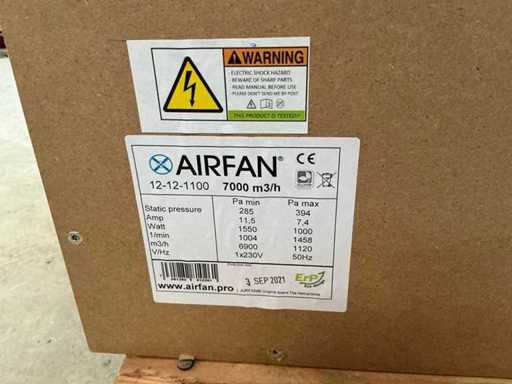 WARNING
- ELECTRIC SHOCK HAZARD
- BEWARE OF SHARP PARTS
- READ MANUAL BEFORE USE
- PLEASE DON'T SEND ME BY POST
THIS PRODUCT IS TESTED!!
AIRFAN® CE
12-12-1100 7000 m3/h
Pa min Pa max
Static pressure 285 394
Amp 11,5 7,4
Watt 1550 1000
1/min 1004 1458
m3/h 6900 1120
V/Hz 1x230V 50Hz
3 SEP 2021
ErP
www.airfan.pro